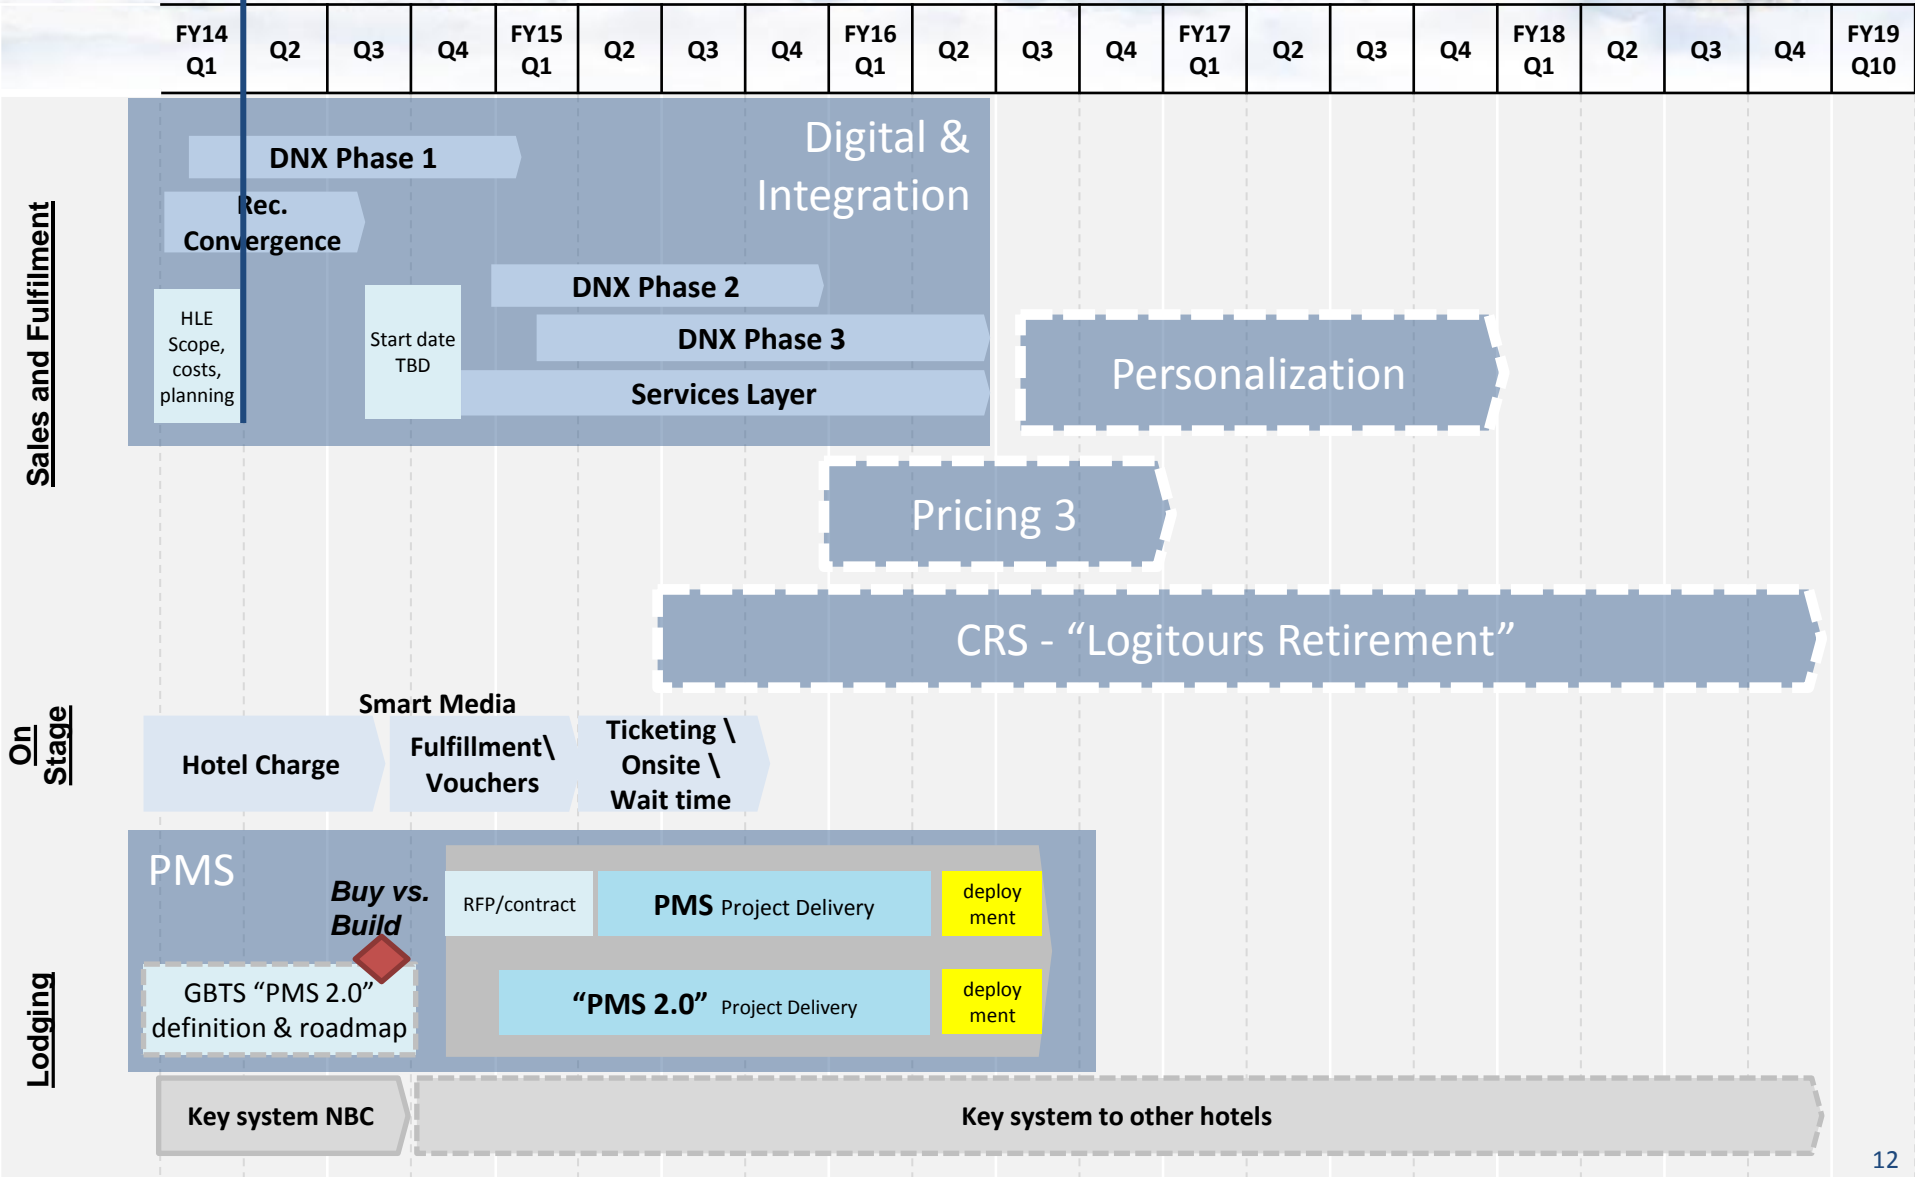 FY14
Q1
Q2
Q3
Q4
FY15
Q1
Q2
Q3
Q4
FY16
Q1
Q2
Q3
Q4
FY17
Q1
Q2
Q3
Q4
FY18
Q1
Q2
Q3
Q4
FY19
Q10
Sales and Fulfilment
Digital &
Integration
DNX Phase 1
Rec.
Convergence
DNX Phase 2
HLE
Scope,
costs,
planning
Start date
TBD
DNX Phase 3
Services Layer
Personalization
Pricing 3
CRS - “Logitours Retirement”
On
Stage
Smart Media
Hotel Charge
Fulfillment\
Vouchers
Ticketing \
Onsite \
Wait time
Lodging
PMS
Buy vs.
Build
RFP/contract
PMS Project Delivery
deploy
ment
GBTS “PMS 2.0”
definition & roadmap
“PMS 2.0” Project Delivery
deploy
ment
Key system NBC
Key system to other hotels
12